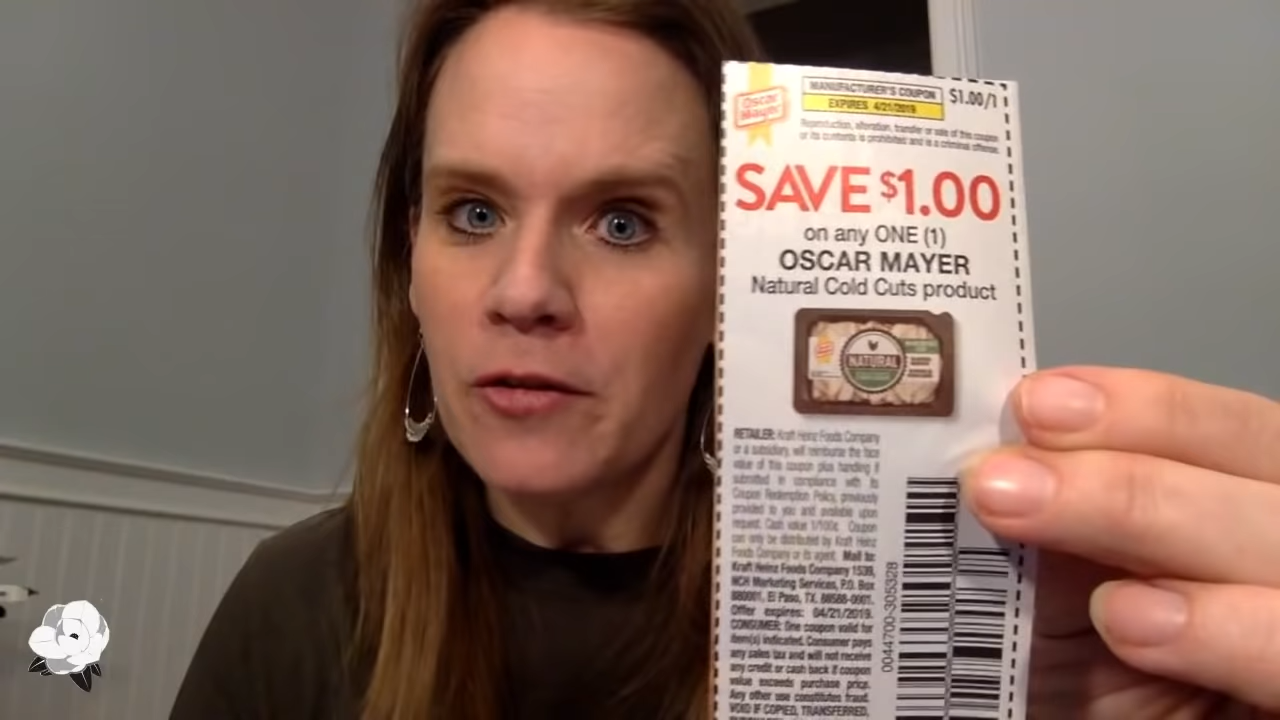 Oscar
Mayer
MANUFACTURER'S COUPON
EXPIRES 4/21/2019
$1.00/1
Reproduction, alteration, transfer or sale of this coupon
or its contents is prohibited and is a criminal offense.
SAVE $1.00
on any ONE (1)
OSCAR MAYER
Natural Cold Cuts product
NATURAL
RETAILER: Kraft Heinz Foods Company
or a subsidiary, will reimburse the face
value of this coupon plus handling if
submitted in compliance with its
Coupon Redemption Policy, previously
provided to you and available upon
request. Cash value 1/100¢. Coupon
can only be distributed by Kraft Heinz
Foods Company or its agent. Mail to:
Kraft Heinz Foods Company 1539,
NCH Marketing Services, P.O. Box
880001, El Paso, TX. 88588-0001.
Offer expires: 04/21/2019.
CONSUMER: One coupon valid for
item(s) indicated. Consumer pays
any sales tax and will not receive
any credit or cash back if coupon
value exceeds purchase price.
Any other use constitutes fraud.
VOID IF COPIED, TRANSFERRED,
0044700-305328